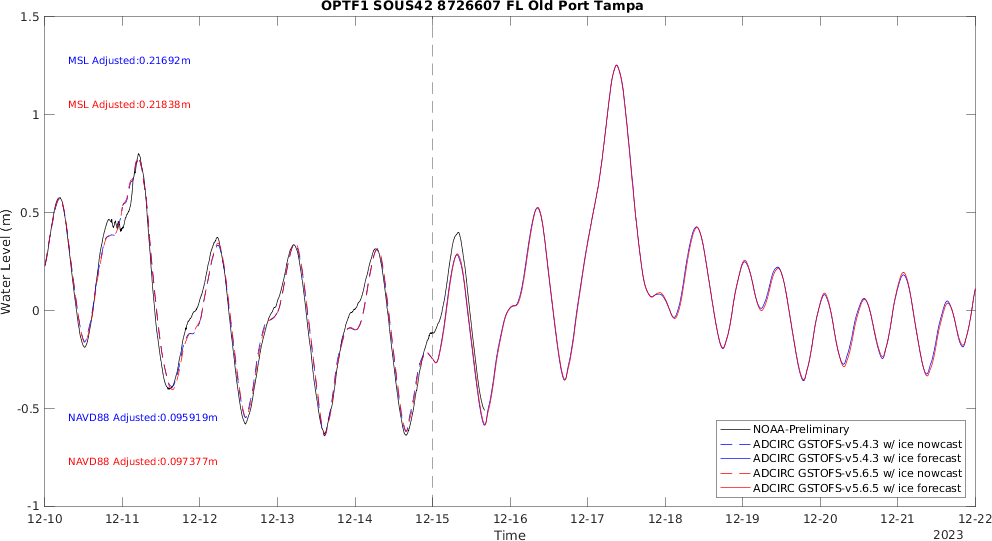 OPTF1 SOUS42 8726607 FL Old Port Tampa
1.5
1
0.5
0
-0.5
-1
Water Level (m)
MSL Adjusted:0.21692m
MSL Adjusted:0.21838m
NAVD88 Adjusted:0.095919m
NAVD88 Adjusted:0.097377m
NOAA-Preliminary
ADCIRC GSTOFS-v5.4.3 w/ ice nowcast
ADCIRC GSTOFS-v5.4.3 w/ ice forecast
ADCIRC GSTOFS-v5.6.5 w/ ice nowcast
ADCIRC GSTOFS-v5.6.5 w/ ice forecast
12-10 12-11 12-12 12-13 12-14 12-15 12-16 12-17 12-18 12-19 12-20 12-21 12-22
Time
2023